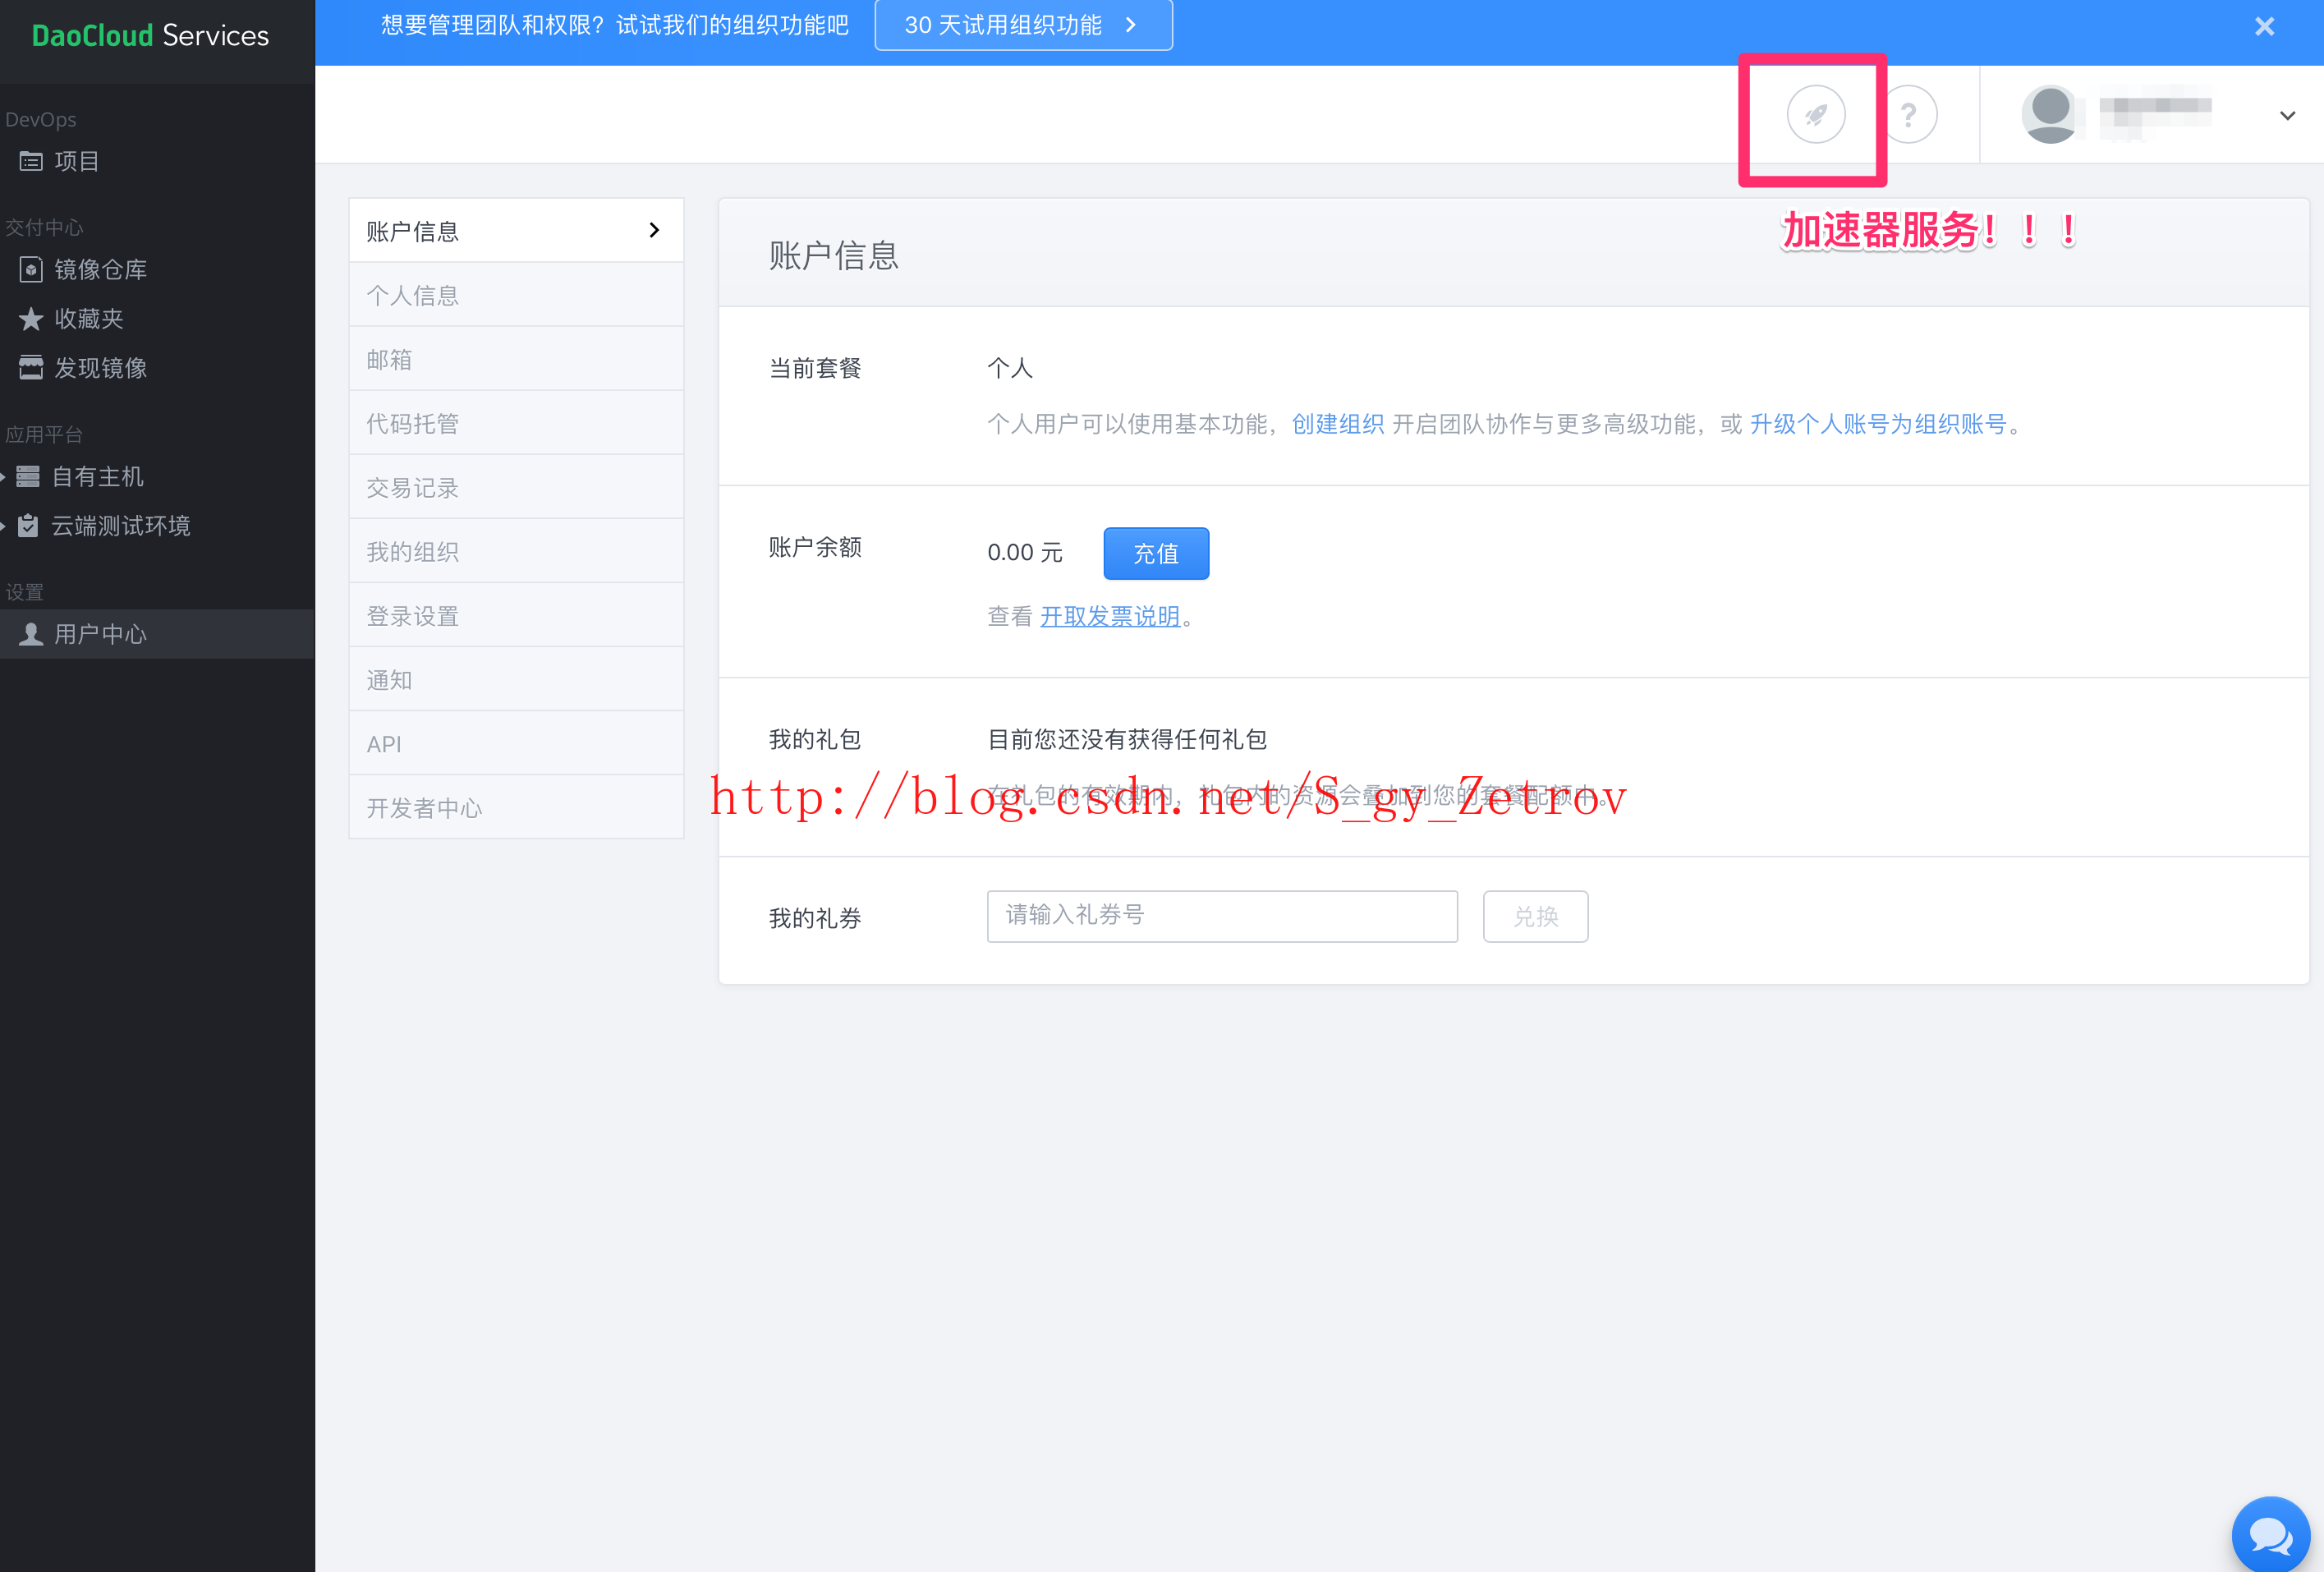 DaoCloud Services
想要管理团队和权限？试试我们的组织功能吧
30 天试用组织功能
DevOps
项目
交付中心
镜像仓库
收藏夹
发现镜像
应用平台
自有主机
云端测试环境
设置
用户中心
?
加速器服务！！！
账户信息
个人信息
邮箱
代码托管
交易记录
我的组织
登录设置
通知
API
开发者中心
账户信息
当前套餐
个人
个人用户可以使用基本功能，创建组织 开启团队协作与更多高级功能，或 升级个人账号为组织账号。
账户余额
0.00 元
充值
查看 开取发票说明。
我的礼包
目前您还没有获得任何礼包
在礼包的有效期内，礼包内的资源会叠加到您的套餐配额中。
http://blog.csdn.net/S_gy_Zetrov
我的礼券
请输入礼券号
兑换